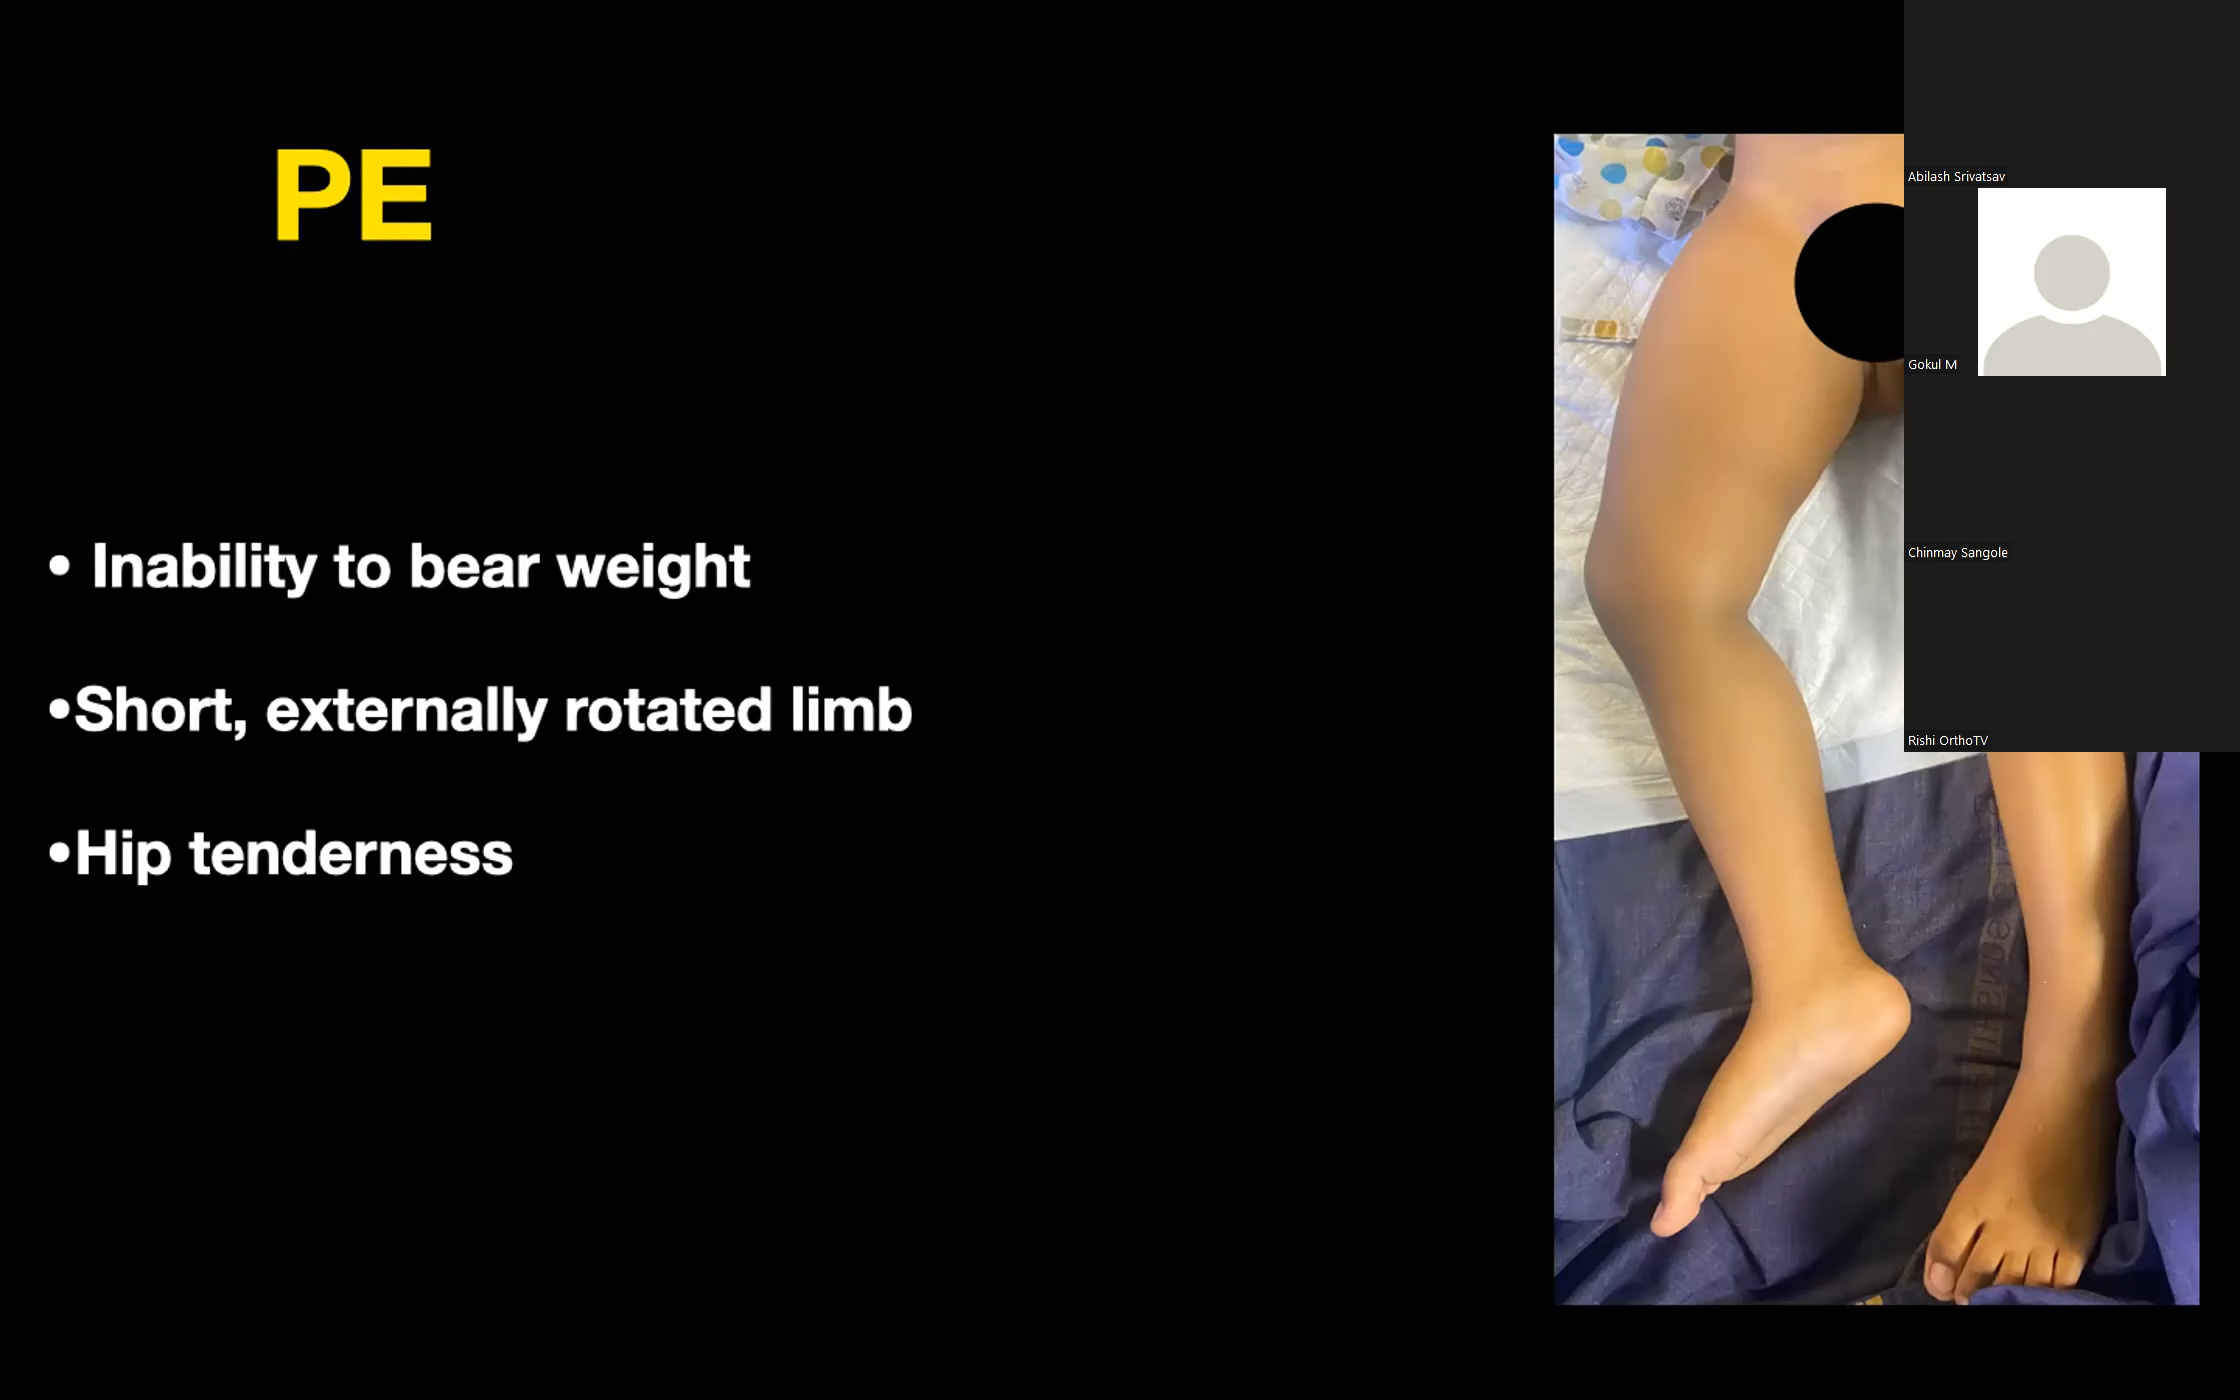 PE
• Inability to bear weight
•Short, externally rotated limb
•Hip tenderness
Abilash Srivatsav
Gokul M
Chinmay Sangole
Rishi OrthoTV